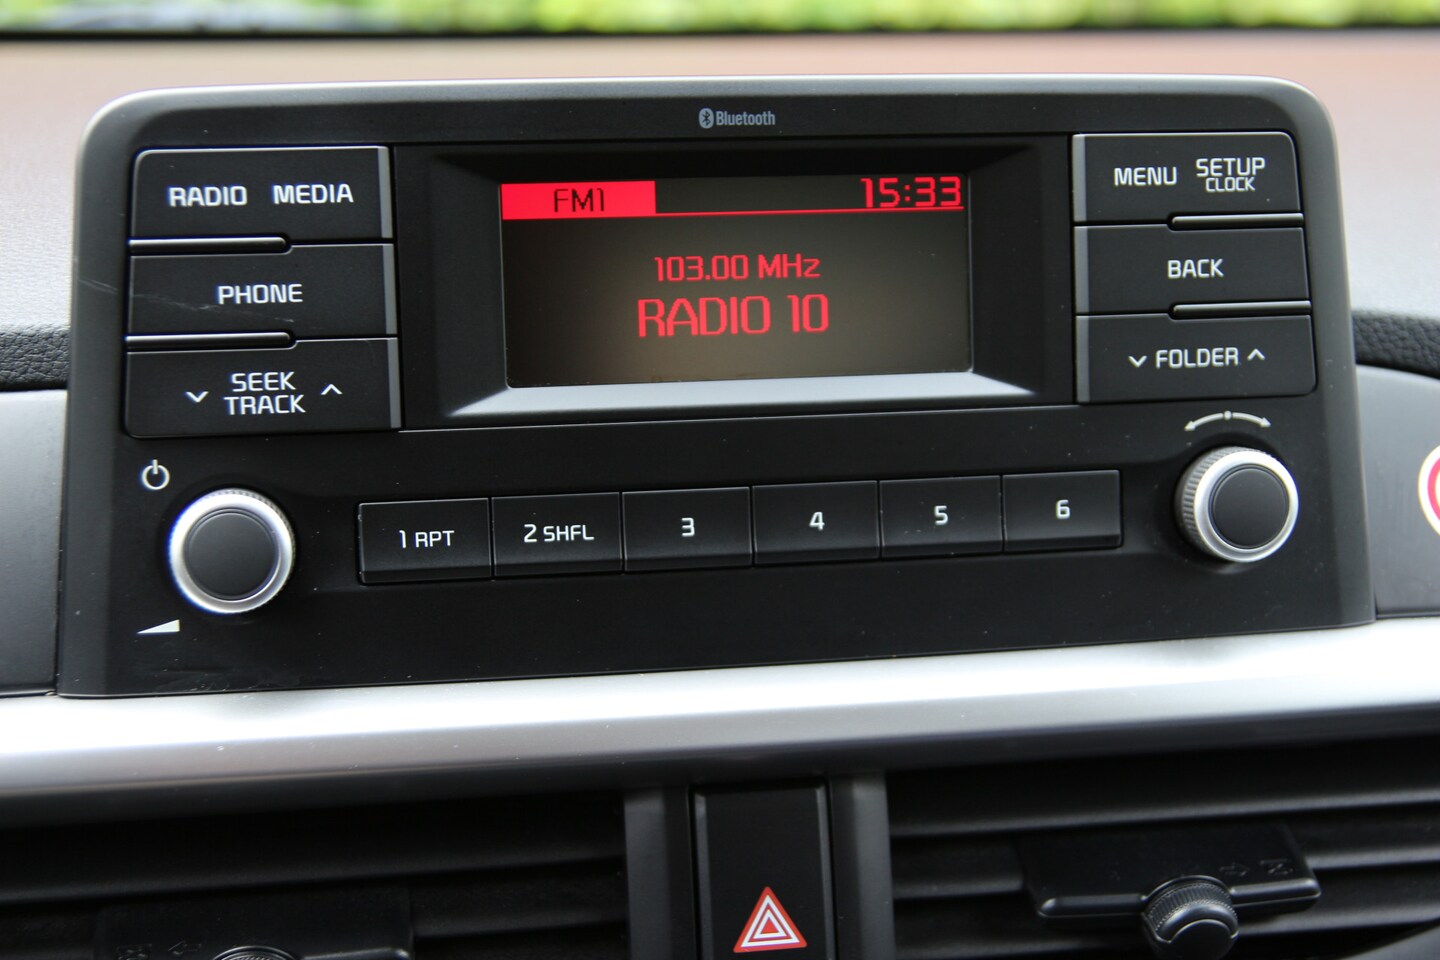 Bluetooth
RADIO MEDIA
PHONE
SEEK
TRACK
FM1 15:33
103.00 MHz
RADIO 10
MENU SETUP
CLOCK
BACK
FOLDER
1 RPT 2 SHFL 3 4 5 6